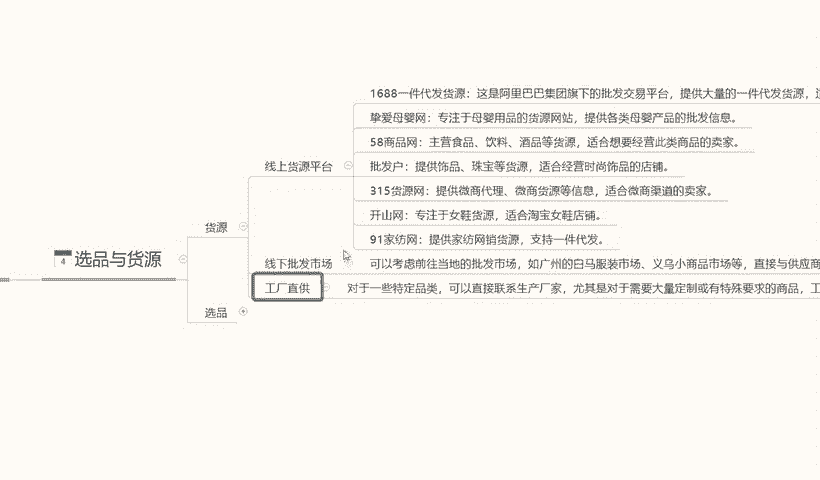 1688一件代发货源：这是阿里巴巴集团旗下的批发交易平台，提供大量的一件代发货源，
挚爱母婴网：专注于母婴用品的货源网站，提供各类母婴产品的批发信息。
58商品网：主营食品、饮料、酒品等货源，适合想要经营此类商品的卖家。
线上货源平台
批发户：提供饰品、珠宝等货源，适合经营时尚饰品的店铺。
315货源网：提供微商代理、微商货源等信息，适合微商渠道的卖家。
开山网：专注于女鞋货源，适合淘宝女鞋店铺。
货源
91家纺网：提供家纺网销货源，支持一件代发。
4 选品与货源
线下批发市场
可以考虑前往当地的批发市场，如广州的白马服装市场、义乌小商品市场等，直接与供应商
工厂直供
对于一些特定品类，可以直接联系生产厂家，尤其是对于需要大量定制或有特殊要求的商品，工
选品